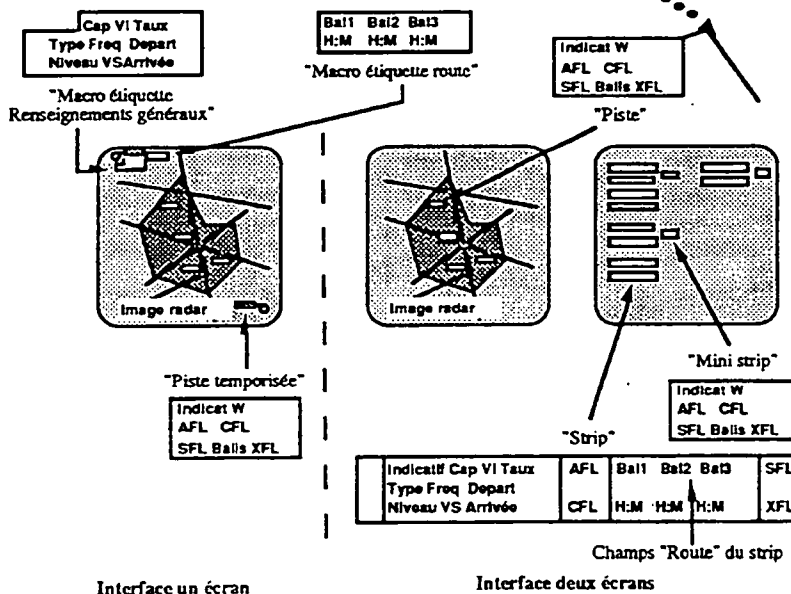 Cap VI Taux
Type Freq Depart
Niveau VSArrivée
"Macro étiquette
Renseignements généraux"
Bal1 Bal2 Bal3
H:M H:M H:M
"Macro étiquette route"
Indicat W
AFL CFL
SFL Balis XFL
"Piste"
Image radar
Image radar
"Piste temporisée"
Indicat W
AFL CFL
SFL Balis XFL
"Mini strip"
Indicat W
AFL CFL
SFL Balis XFL
"Strip"
Indicatif Cap VI Taux AFL Bal1 Bal2 Bal3 SFL
Type Freq Depart
Niveau VS Arrivée CFL H:M H:M H:M XFL
Champs "Route" du strip
Interface un écran
Interface deux écrans